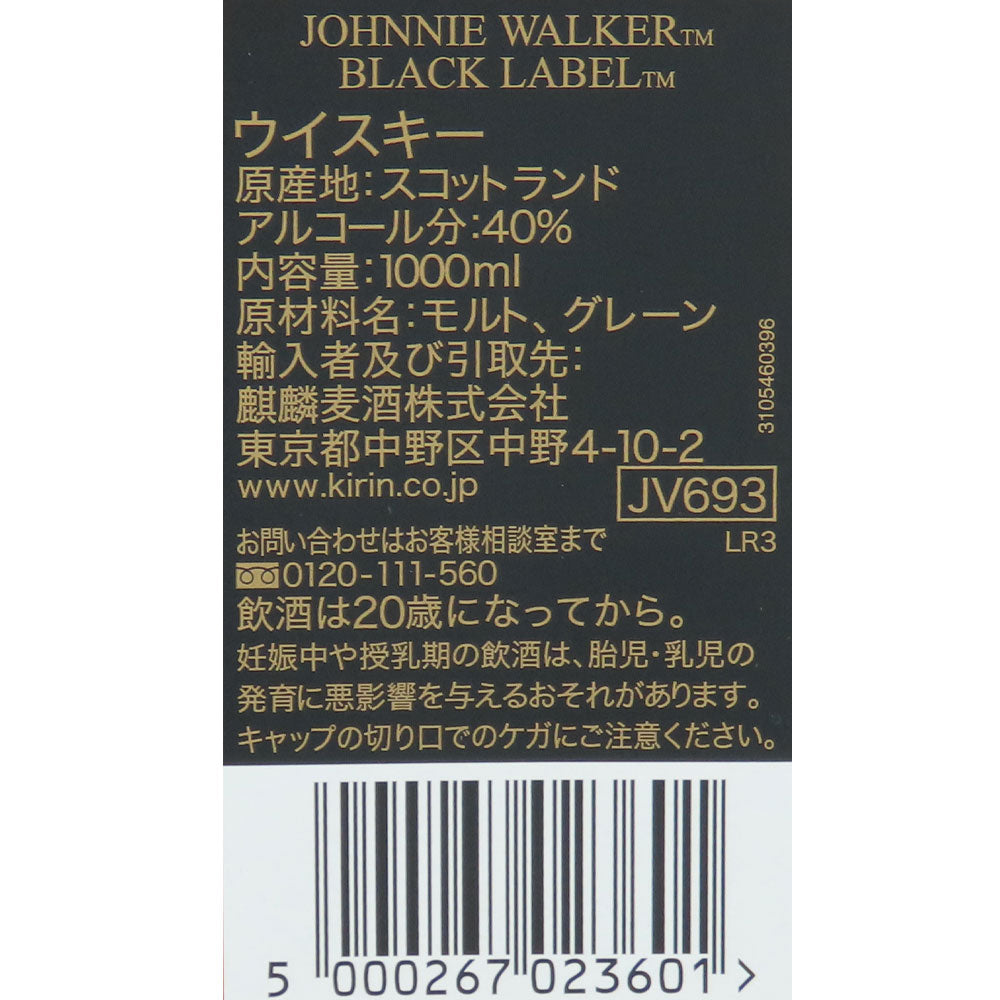 JOHNNIE WALKER™
BLACK LABEL™
ウイスキー
原産地:スコットランド
アルコール分:40%
内容量:1000ml
原材料名:モルト、グレーン
輸入者及び引取先:
麒麟麦酒株式会社
東京都中野区中野4-10-2
www.kirin.co.jp
JV693
LR3
3105460396
お問い合わせはお客様相談室まで
0120-111-560
飲酒は20歳になってから。
妊娠中や授乳期の飲酒は、胎児・乳児の
発育に悪影響を与えるおそれがあります。
キャップの切り口でのケガにご注意ください。
5 000267 023601 >